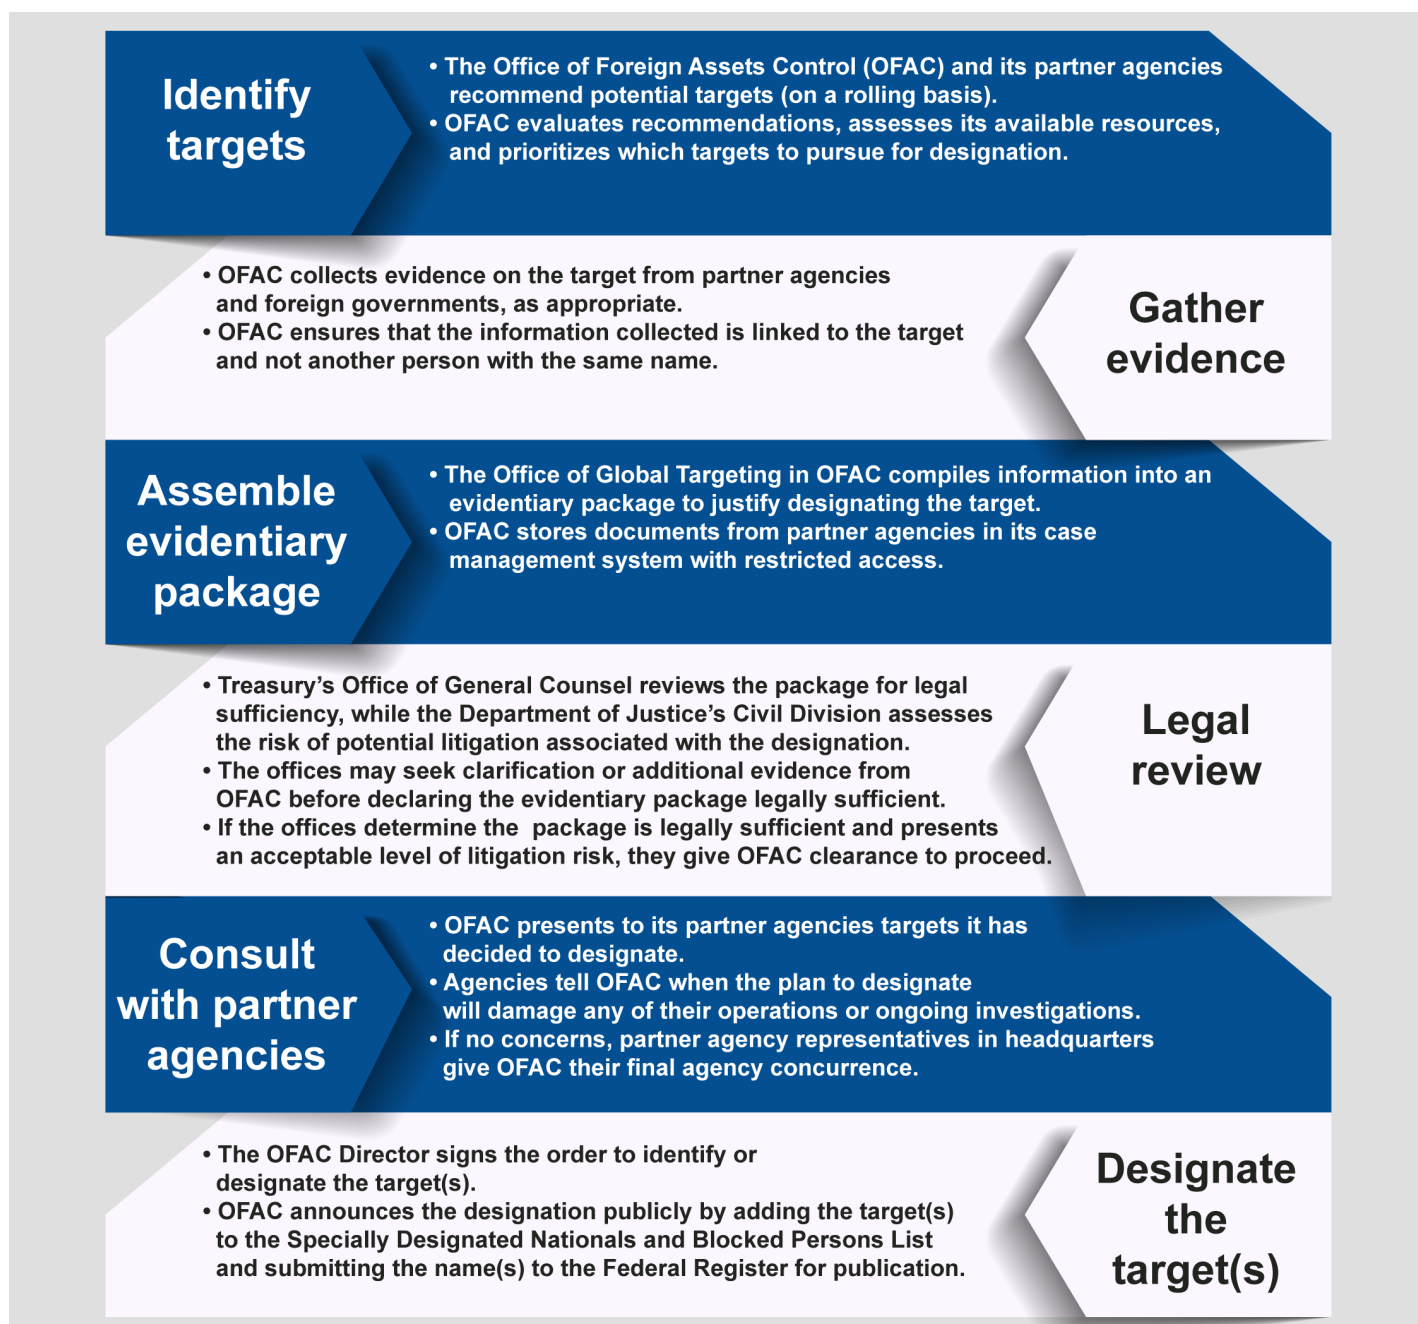 Identify
targets
• The Office of Foreign Assets Control (OFAC) and its partner agencies
recommend potential targets (on a rolling basis).
• OFAC evaluates recommendations, assesses its available resources,
and prioritizes which targets to pursue for designation.
Gather
evidence
• OFAC collects evidence on the target from partner agencies
and foreign governments, as appropriate.
• OFAC ensures that the information collected is linked to the target
and not another person with the same name.
Assemble
evidentiary
package
• The Office of Global Targeting in OFAC compiles information into an
evidentiary package to justify designating the target.
• OFAC stores documents from partner agencies in its case
management system with restricted access.
Legal
review
• Treasury’s Office of General Counsel reviews the package for legal
sufficiency, while the Department of Justice’s Civil Division assesses
the risk of potential litigation associated with the designation.
• The offices may seek clarification or additional evidence from
OFAC before declaring the evidentiary package legally sufficient.
• If the offices determine the package is legally sufficient and presents
an acceptable level of litigation risk, they give OFAC clearance to proceed.
Consult
with partner
agencies
• OFAC presents to its partner agencies targets it has
decided to designate.
• Agencies tell OFAC when the plan to designate
will damage any of their operations or ongoing investigations.
• If no concerns, partner agency representatives in headquarters
give OFAC their final agency concurrence.
Designate
the
target(s)
• The OFAC Director signs the order to identify or
designate the target(s).
• OFAC announces the designation publicly by adding the target(s)
to the Specially Designated Nationals and Blocked Persons List
and submitting the name(s) to the Federal Register for publication.